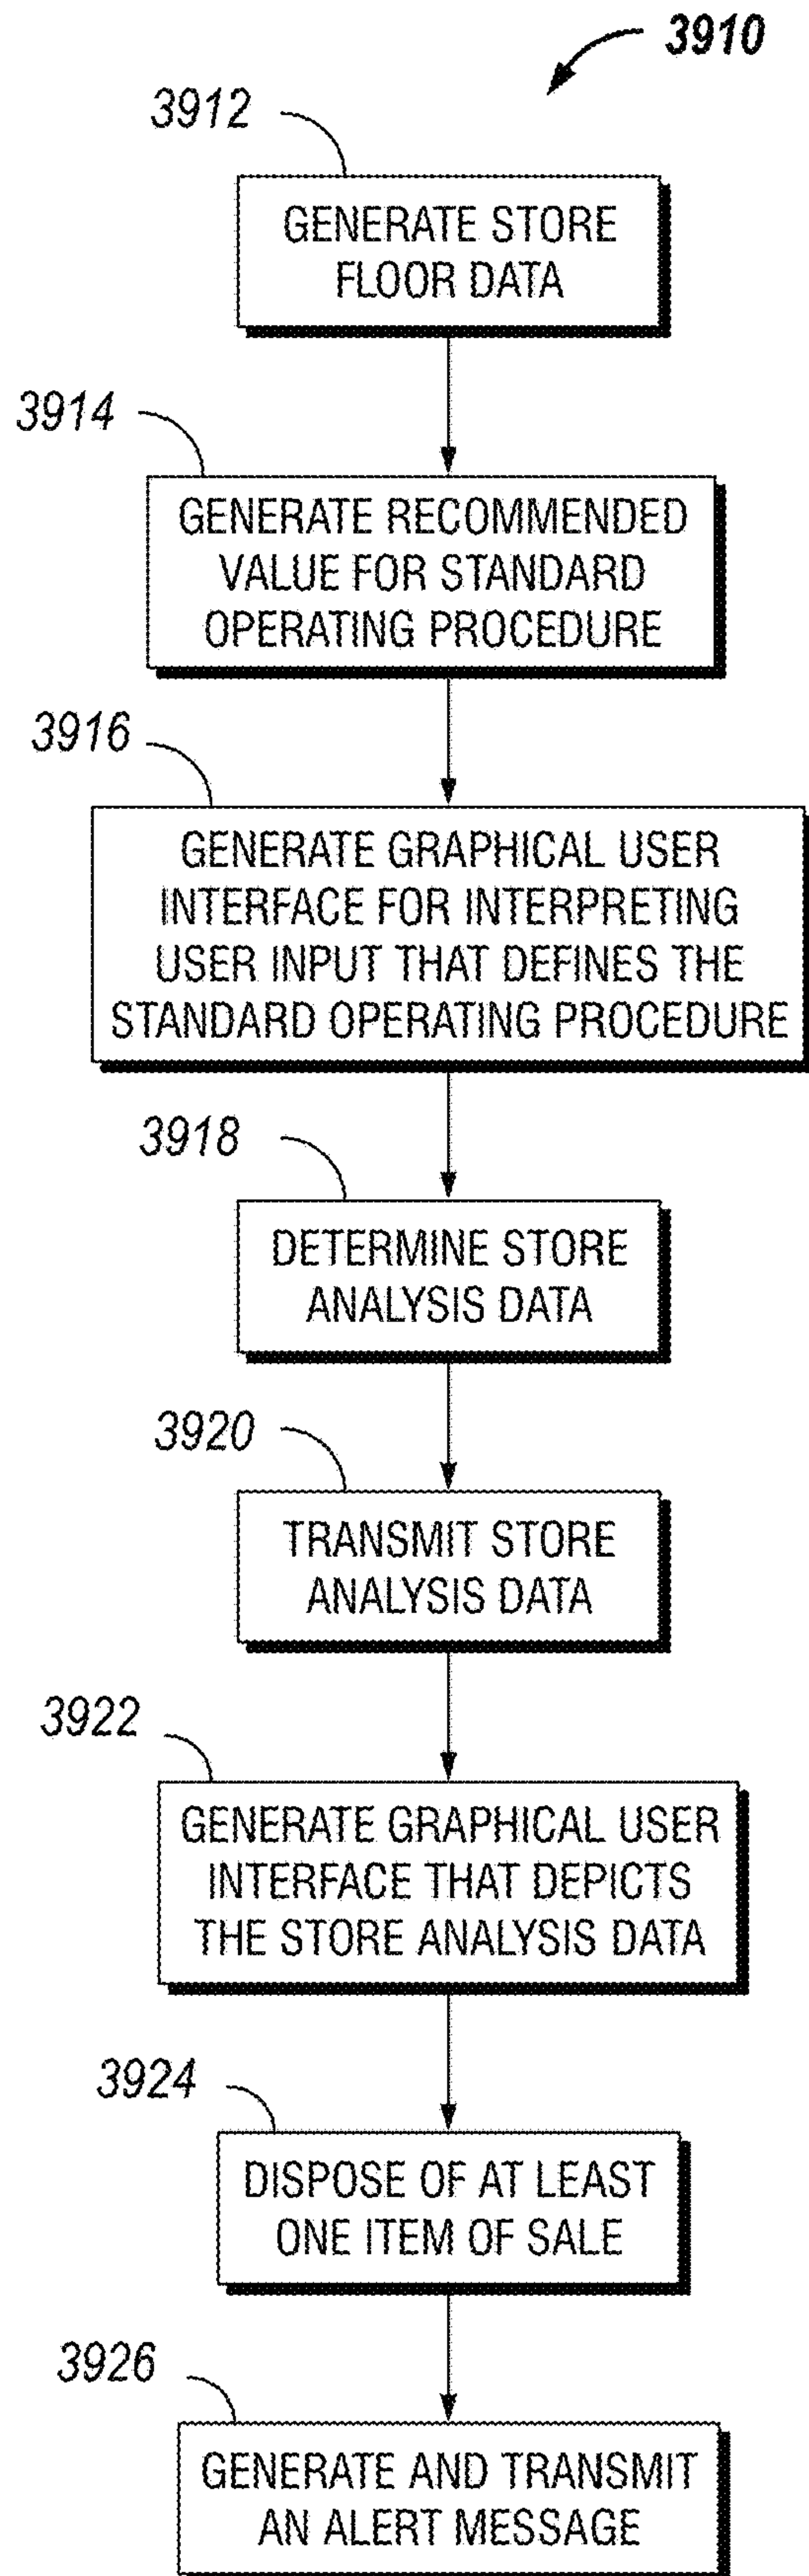 3910
3912
GENERATE STORE
FLOOR DATA
3914
GENERATE RECOMMENDED
VALUE FOR STANDARD
OPERATING PROCEDURE
3916
GENERATE GRAPHICAL USER
INTERFACE FOR INTERPRETING
USER INPUT THAT DEFINES THE
STANDARD OPERATING PROCEDURE
3918
DETERMINE STORE
ANALYSIS DATA
3920
TRANSMIT STORE
ANALYSIS DATA
3922
GENERATE GRAPHICAL USER
INTERFACE THAT DEPICTS
THE STORE ANALYSIS DATA
3924
DISPOSE OF AT LEAST
ONE ITEM OF SALE
3926
GENERATE AND TRANSMIT
AN ALERT MESSAGE